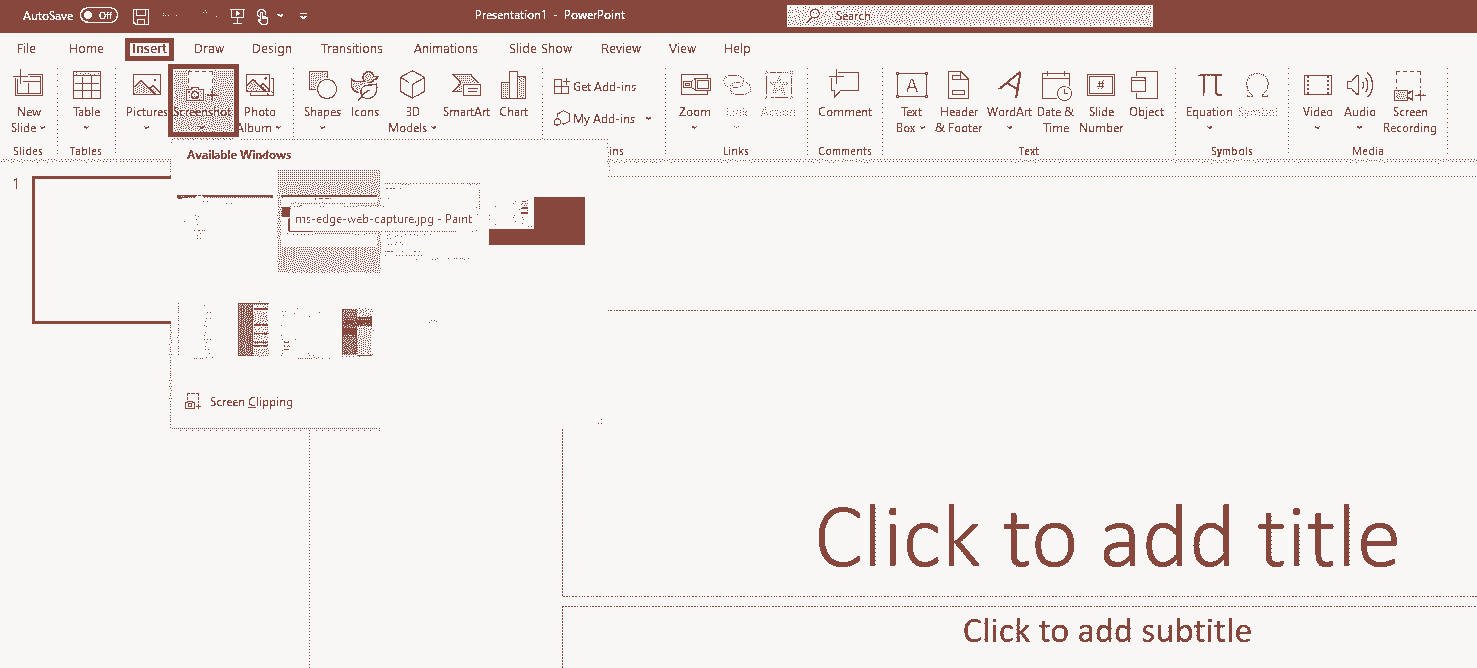 AutoSave Off Presentation1 - PowerPoint Search
File Home Insert Draw Design Transitions Animations Slide Show Review View Help
New Slide
Table
Pictures
Screenshot
Photo Album
Shapes
Icons
3D Models
SmartArt
Chart
Get Add-ins
My Add-ins
Zoom
Link
Action
Comment
Text Box
Header & Footer
WordArt
Date & Time
Slide Number
Object
Equation
Symbol
Video
Audio
Screen Recording
Slides Tables ins Links Comments Text Symbols Media
Available Windows
ms-edge-web-capture.jpg - Paint
Screen Clipping
1
#
Click to add title
Click to add subtitle